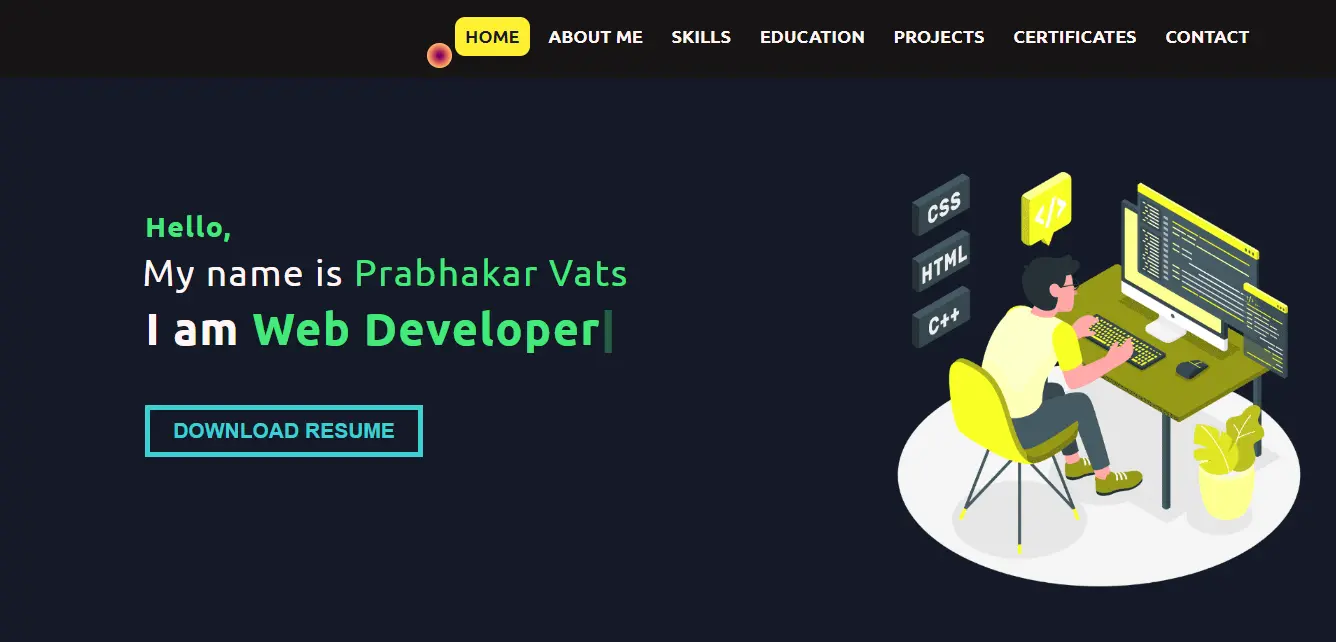 HOME ABOUT ME SKILLS EDUCATION PROJECTS CERTIFICATES CONTACT
Hello,
My name is Prabhakar Vats
I am Web Developer
DOWNLOAD RESUME
CSS
</>
HTML
C++